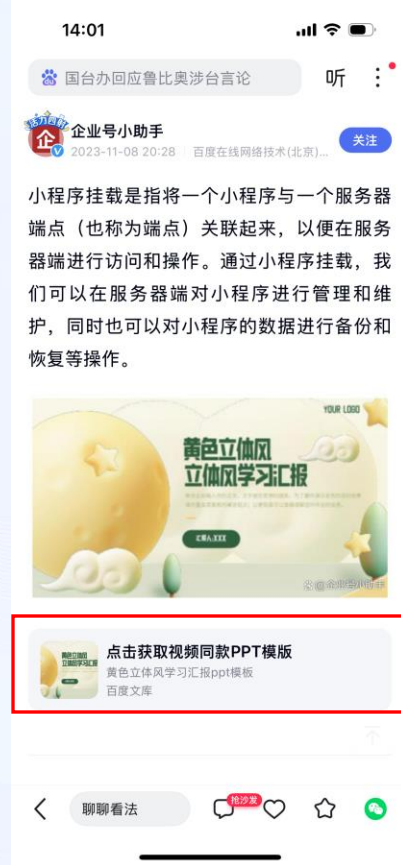 14:01
国台办回应鲁比奥涉台言论
听
活力四射
企
企业号小助手
2023-11-08 20:28 百度在线网络技术(北京)...
关注
小程序挂载是指将一个小程序与一个服务器
端点（也称为端点）关联起来，以便在服务
器端进行访问和操作。通过小程序挂载，我
们可以在服务器端对小程序进行管理和维
护，同时也可以对小程序的数据进行备份和
恢复等操作。
YOUR LOGO
黄色立体风
立体风学习汇报
汇报人:XXX
点击获取视频同款PPT模版
黄色立体风学习汇报ppt模板
百度文库
聊聊看法
抢沙发